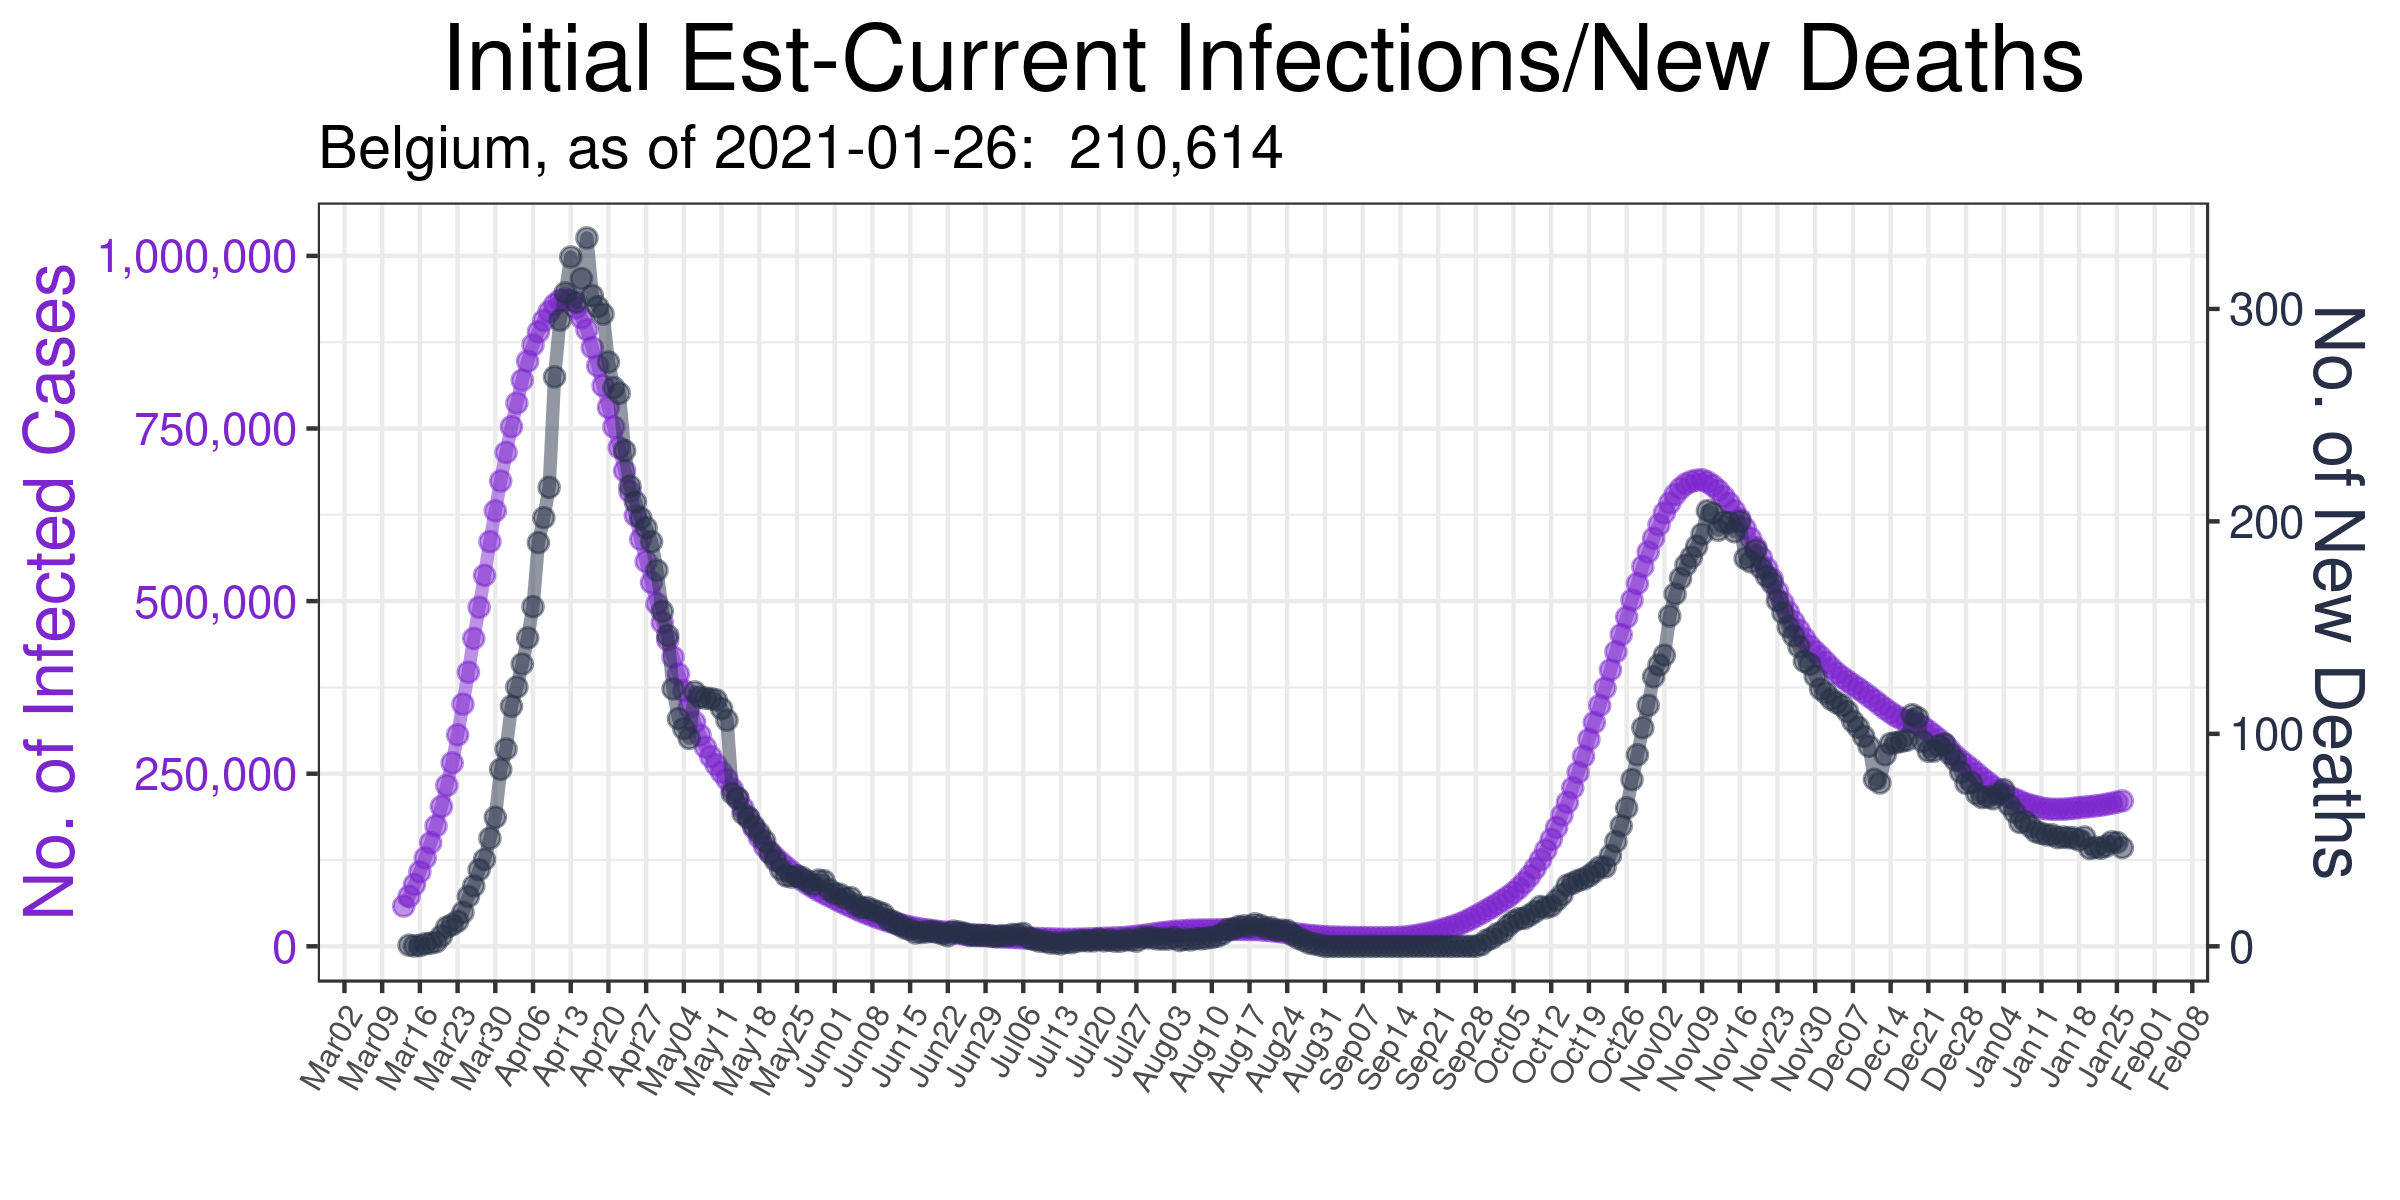 Initial Est-Current Infections/New Deaths
Belgium, as of 2021-01-26:  210,614
No. of Infected Cases
1,000,000
750,000
500,000
250,000
0
300
200
100
0
No. of New Deaths
Mar02
Mar09
Mar16
Mar23
Mar30
Apr06
Apr13
Apr20
Apr27
May04
May11
May18
May25
Jun01
Jun08
Jun15
Jun22
Jun29
Jul06
Jul13
Jul20
Jul27
Aug03
Aug10
Aug17
Aug24
Aug31
Sep07
Sep14
Sep21
Sep28
Oct05
Oct12
Oct19
Oct26
Nov02
Nov09
Nov16
Nov23
Nov30
Dec07
Dec14
Dec21
Dec28
Jan04
Jan11
Jan18
Jan25
Feb01
Feb08